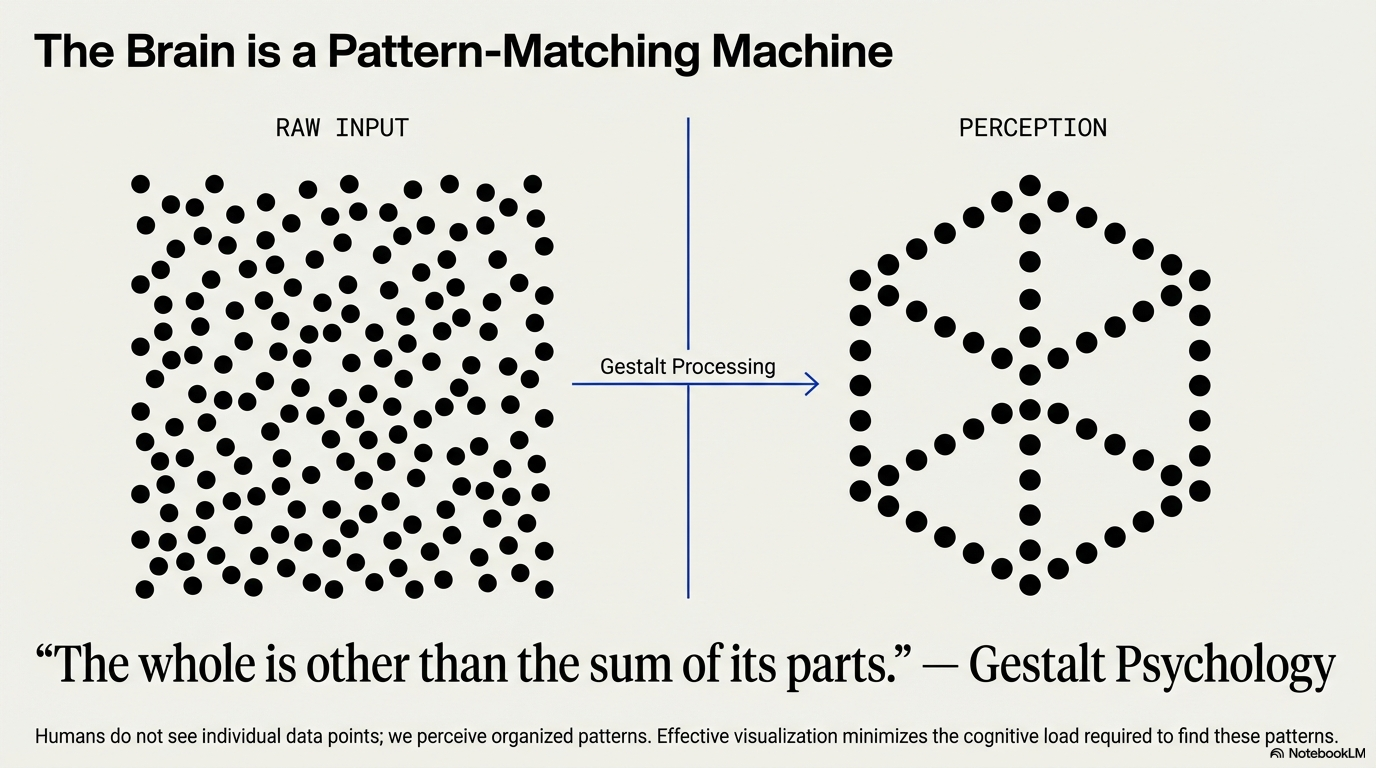 The Brain is a Pattern-Matching Machine
RAW INPUT
PERCEPTION
Gestalt Processing
“The whole is other than the sum of its parts.” — Gestalt Psychology
Humans do not see individual data points; we perceive organized patterns. Effective visualization minimizes the cognitive load required to find these patterns.
NotebookLM